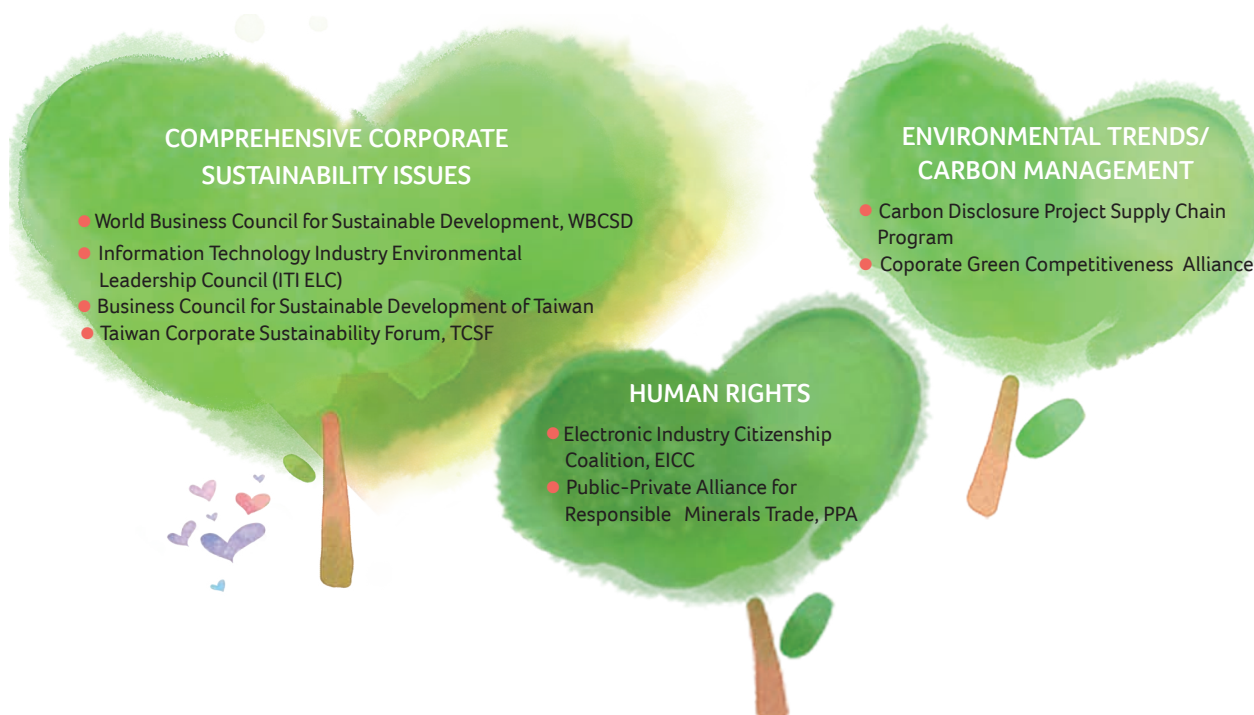 COMPREHENSIVE CORPORATE
SUSTAINABILITY ISSUES
● World Business Council for Sustainable Development, WBCSD
● Information Technology Industry Environmental
Leadership Council (ITI ELC)
● Business Council for Sustainable Development of Taiwan
● Taiwan Corporate Sustainability Forum, TCSF
ENVIRONMENTAL TRENDS/
CARBON MANAGEMENT
● Carbon Disclosure Project Supply Chain
Program
● Coporate Green Competitiveness Alliance
HUMAN RIGHTS
● Electronic Industry Citizenship
Coalition, EICC
● Public-Private Alliance for
Responsible Minerals Trade, PPA